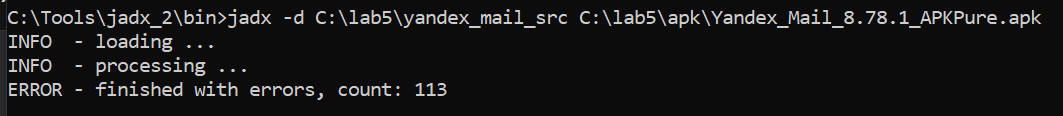 C:\Tools\jadx_2\bin>jadx -d C:\lab5\yandex_mail_src C:\lab5\apk\Yandex_Mail_8.78.1_APKPure.apk
INFO  - loading ...
INFO  - processing ...
ERROR - finished with errors, count: 113